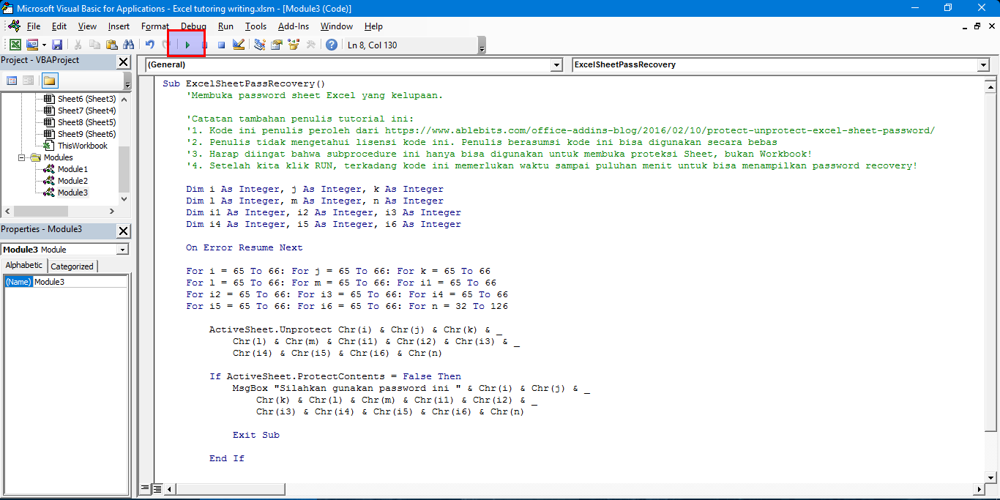 Microsoft Visual Basic for Applications - Excel tutoring writing.xlsm - [Module3 (Code)]
File Edit View Insert Format Debug Run Tools Add-Ins Window Help
Ln 8, Col 130
Project - VBAProject
Sheet6 (Sheet3)
Sheet7 (Sheet4)
Sheet8 (Sheet5)
Sheet9 (Sheet6)
ThisWorkbook
Modules
Module1
Module2
Module3
Properties - Module3
Module3 Module
Alphabetic Categorized
(Name) Module3
(General) ExcelSheetPassRecovery
Sub ExcelSheetPassRecovery()
'Membuka password sheet Excel yang kelupaan.
'Catatan tambahan penulis tutorial ini:
'1. Kode ini penulis peroleh dari https://www.ablebits.com/office-addins-blog/2016/02/10/protect-unprotect-excel-sheet-password/
'2. Penulis tidak mengetahui lisensi kode ini. Penulis berasumsi kode ini bisa digunakan secara bebas
'3. Harap diingat bahwa subprocedure ini hanya bisa digunakan untuk membuka proteksi Sheet, bukan Workbook!
'4. Setelah kita klik RUN, terkadang kode ini memerlukan waktu sampai puluhan menit untuk bisa menampilkan password recovery!
Dim i As Integer, j As Integer, k As Integer
Dim l As Integer, m As Integer, n As Integer
Dim i1 As Integer, i2 As Integer, i3 As Integer
Dim i4 As Integer, i5 As Integer, i6 As Integer
On Error Resume Next
For i = 65 To 66: For j = 65 To 66: For k = 65 To 66
For l = 65 To 66: For m = 65 To 66: For i1 = 65 To 66
For i2 = 65 To 66: For i3 = 65 To 66: For i4 = 65 To 66
For i5 = 65 To 66: For i6 = 65 To 66: For n = 32 To 126
ActiveSheet.Unprotect Chr(i) & Chr(j) & Chr(k) & _
Chr(l) & Chr(m) & Chr(i1) & Chr(i2) & Chr(i3) & _
Chr(i4) & Chr(i5) & Chr(i6) & Chr(n)
If ActiveSheet.ProtectContents = False Then
MsgBox "Silahkan gunakan password ini " & Chr(i) & Chr(j) & _
Chr(k) & Chr(l) & Chr(m) & Chr(i1) & Chr(i2) & _
Chr(i3) & Chr(i4) & Chr(i5) & Chr(i6) & Chr(n)
Exit Sub
End If